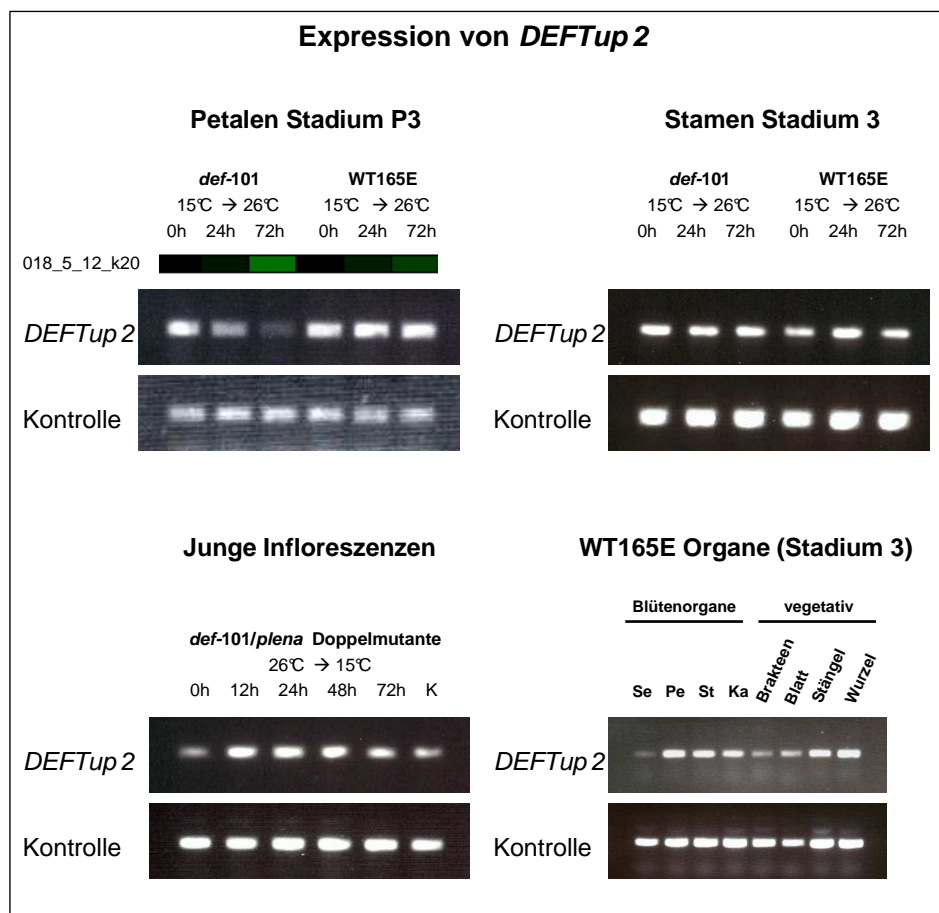 Expression von DEFTup 2
Petalen Stadium P3
def-101 WT165E
15°C → 26°C 15°C → 26°C
0h 24h 72h 0h 24h 72h
018_5_12_k20
DEFTup 2
Kontrolle
Stamen Stadium 3
def-101 WT165E
15°C → 26°C 15°C → 26°C
0h 24h 72h 0h 24h 72h
DEFTup 2
Kontrolle
Junge Infloreszenzen
def-101/plena Doppelmutante
26°C → 15°C
0h 12h 24h 48h 72h K
DEFTup 2
Kontrolle
WT165E Organe (Stadium 3)
Blütenorgane vegetativ
Se Pe St Ka Brakteen Blatt Stängel Wurzel
DEFTup 2
Kontrolle